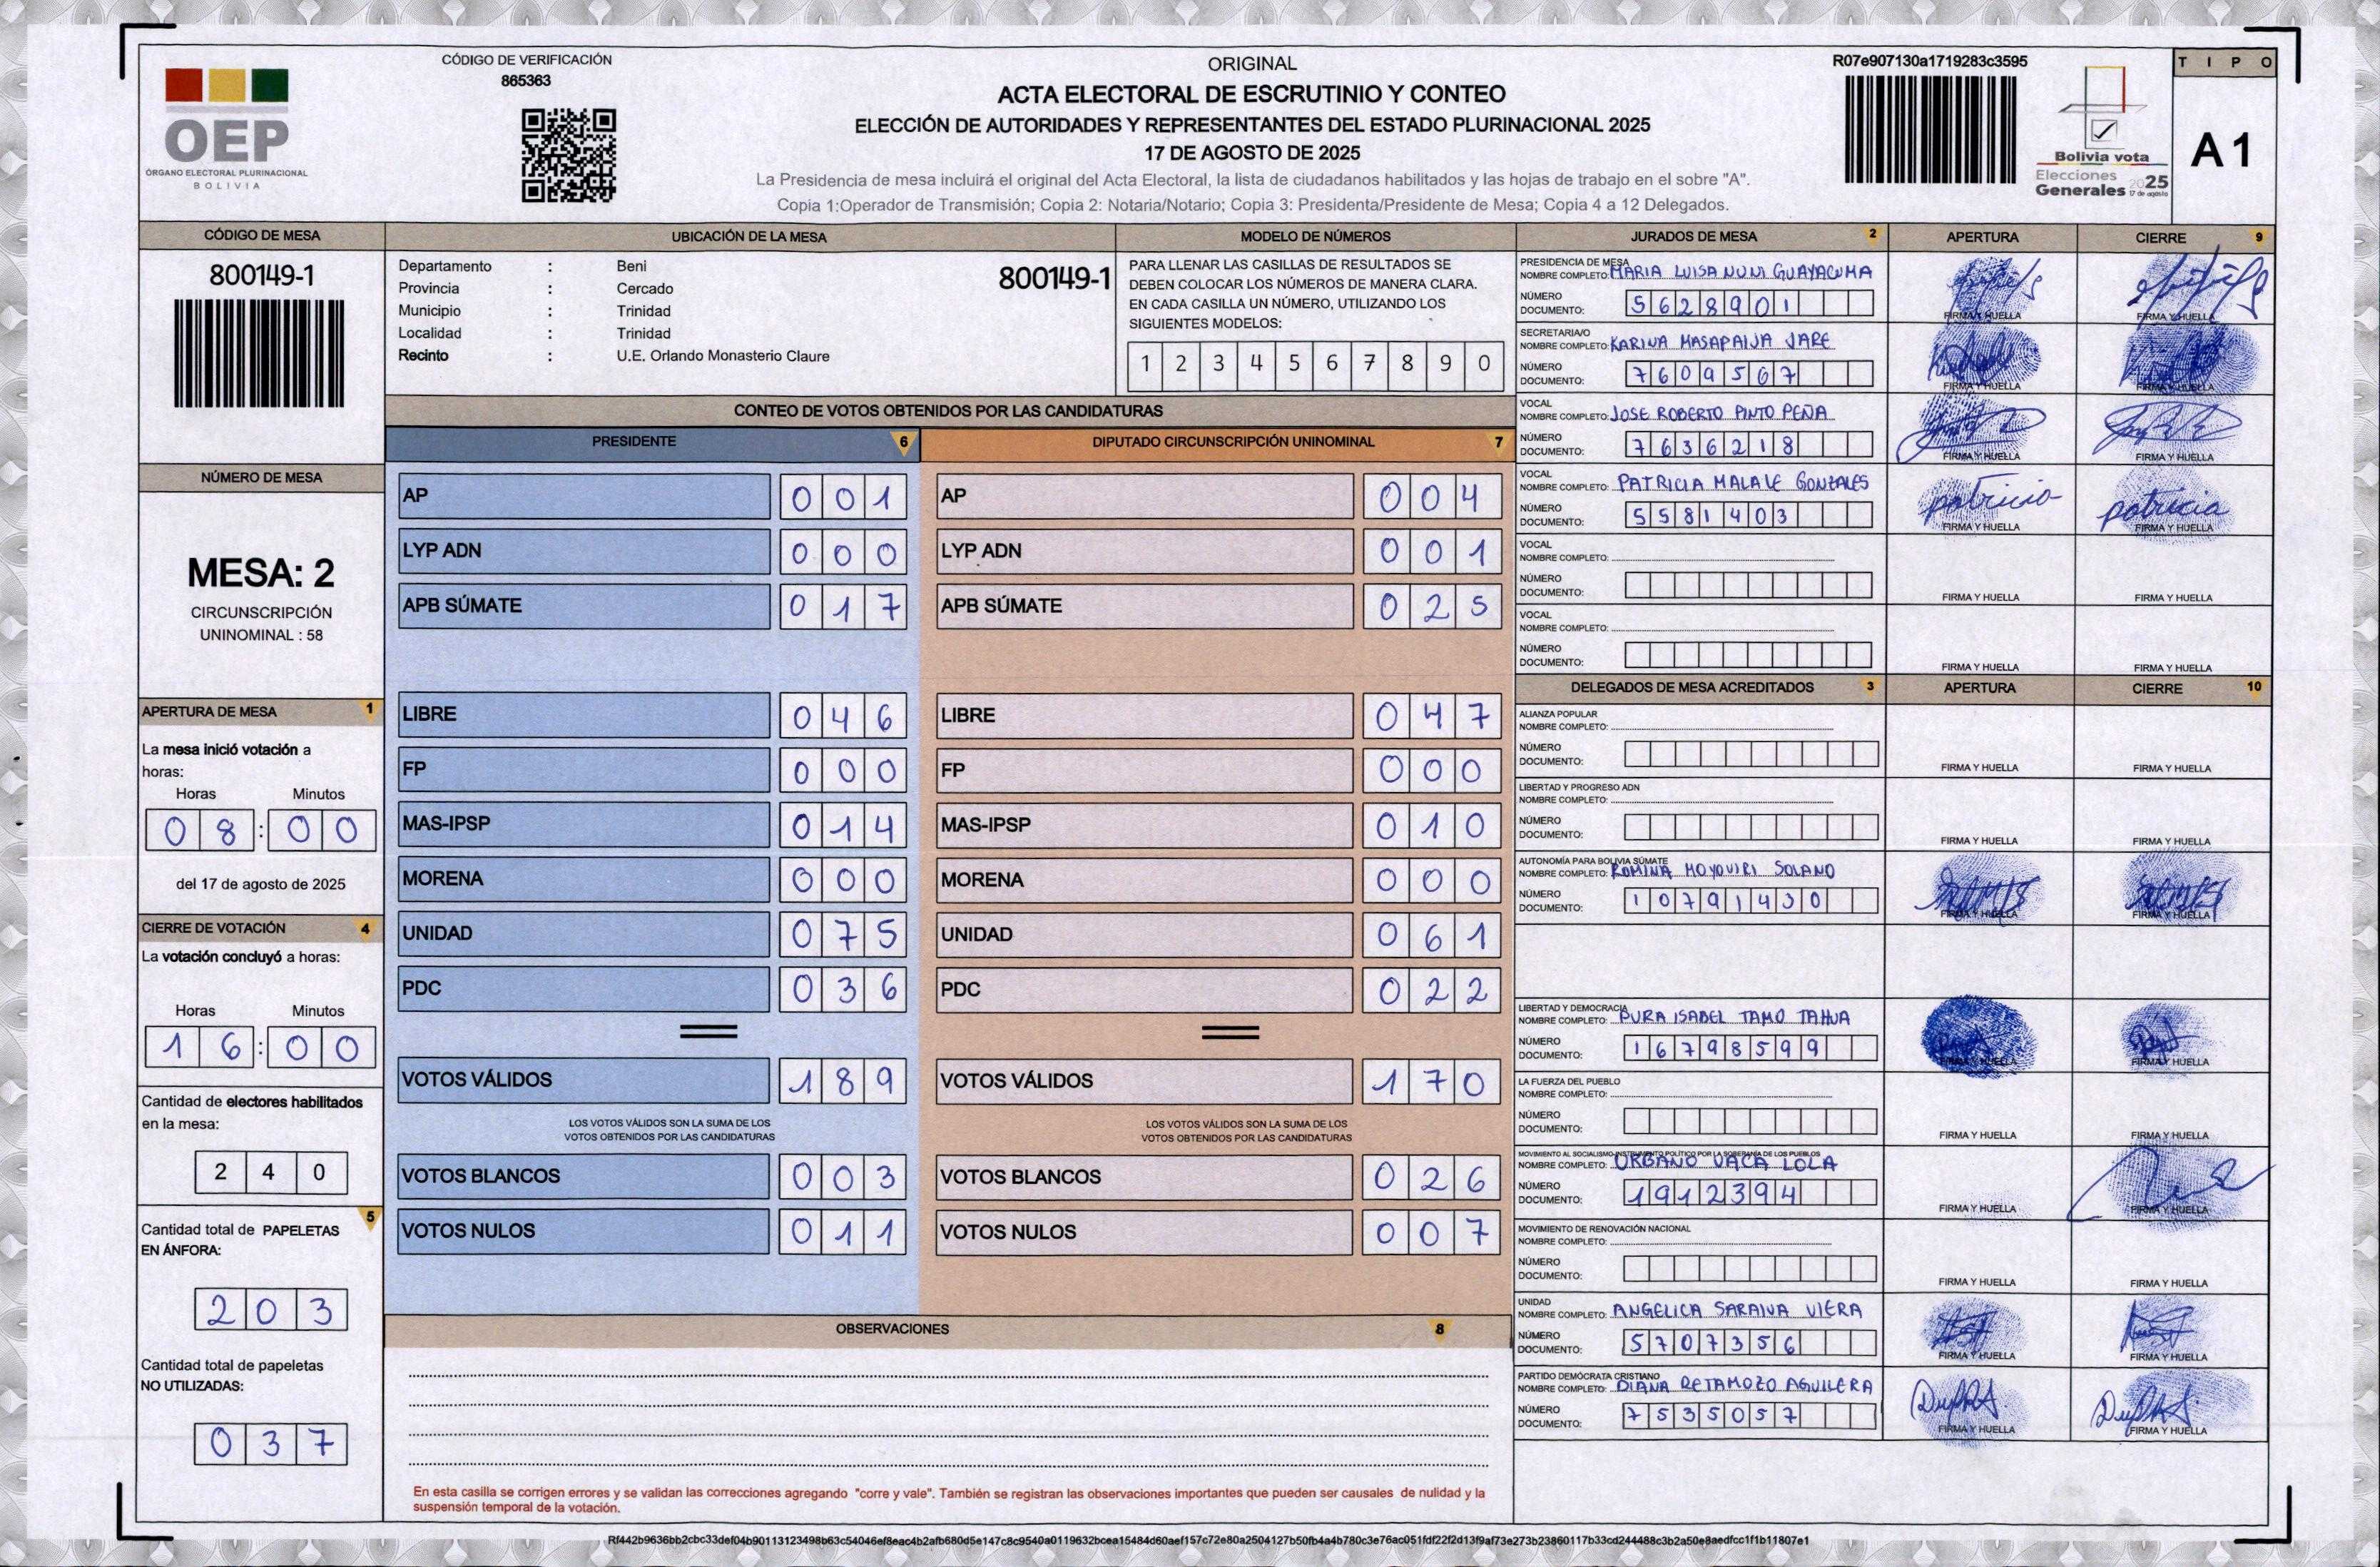 CÓDIGO DE VERIFICACIÓN
865363
OEP
ÓRGANO ELECTORAL PLURINACIONAL
BOLIVIA
ORIGINAL
ACTA ELECTORAL DE ESCRUTINIO Y CONTEO
ELECCIÓN DE AUTORIDADES Y REPRESENTANTES DEL ESTADO PLURINACIONAL 2025
17 DE AGOSTO DE 2025
La Presidencia de mesa incluirá el original del Acta Electoral, la lista de ciudadanos habilitados y las hojas de trabajo en el sobre "A".
Copia 1:Operador de Transmisión; Copia 2: Notaria/Notario; Copia 3: Presidenta/Presidente de Mesa; Copia 4 a 12 Delegados.
R07e907130a1719283c3595
Bolivia vota
Elecciones
Generales 2025
17 de agosto
TIPO
A1
CÓDIGO DE MESA
800149-1
NÚMERO DE MESA
MESA: 2
CIRCUNSCRIPCIÓN
UNINOMINAL : 58
APERTURA DE MESA 1
La mesa inició votación a
horas:
Horas Minutos
08:00
del 17 de agosto de 2025
CIERRE DE VOTACIÓN 4
La votación concluyó a horas:
Horas Minutos
16:00
Cantidad de electores habilitados
en la mesa:
240
5
Cantidad total de PAPELETAS
EN ÁNFORA:
203
Cantidad total de papeletas
NO UTILIZADAS:
037
UBICACIÓN DE LA MESA
Departamento : Beni
Provincia : Cercado
Municipio : Trinidad
Localidad : Trinidad
Recinto : U.E. Orlando Monasterio Claure
800149-1
MODELO DE NÚMEROS
PARA LLENAR LAS CASILLAS DE RESULTADOS SE
DEBEN COLOCAR LOS NÚMEROS DE MANERA CLARA.
EN CADA CASILLA UN NÚMERO, UTILIZANDO LOS
SIGUIENTES MODELOS:
1 2 3 4 5 6 7 8 9 0
CONTEO DE VOTOS OBTENIDOS POR LAS CANDIDATURAS
PRESIDENTE 6
AP 001
LYP ADN 000
APB SÚMATE 017
LIBRE 046
FP 000
MAS-IPSP 014
MORENA 000
UNIDAD 075
PDC 036
VOTOS VÁLIDOS 189
LOS VOTOS VÁLIDOS SON LA SUMA DE LOS
VOTOS OBTENIDOS POR LAS CANDIDATURAS
VOTOS BLANCOS 003
VOTOS NULOS 011
DIPUTADO CIRCUNSCRIPCIÓN UNINOMINAL 7
AP 004
LYP ADN 001
APB SÚMATE 025
LIBRE 047
FP 000
MAS-IPSP 010
MORENA 000
UNIDAD 061
PDC 022
VOTOS VÁLIDOS 170
LOS VOTOS VÁLIDOS SON LA SUMA DE LOS
VOTOS OBTENIDOS POR LAS CANDIDATURAS
VOTOS BLANCOS 026
VOTOS NULOS 007
OBSERVACIONES 8
En esta casilla se corrigen errores y se validan las correcciones agregando "corre y vale". También se registran las observaciones importantes que pueden ser causales de nulidad y la
suspensión temporal de la votación.
JURADOS DE MESA 2 APERTURA CIERRE 9
PRESIDENCIA DE MESA
NOMBRE COMPLETO: MARIA LUISA NUNI GUAYACUMA
NÚMERO
DOCUMENTO: 5628901
FIRMA Y HUELLA FIRMA Y HUELLA
SECRETARIA/O
NOMBRE COMPLETO: KARINA MASAPAIJA JARE
NÚMERO
DOCUMENTO: 7609567
FIRMA Y HUELLA FIRMA Y HUELLA
VOCAL
NOMBRE COMPLETO: JOSE ROBERTO PINTO PEÑA
NÚMERO
DOCUMENTO: 7636218
FIRMA Y HUELLA FIRMA Y HUELLA
VOCAL
NOMBRE COMPLETO: PATRICIA MALALE GONZALES
NÚMERO
DOCUMENTO: 5581403
patricia patricia
FIRMA Y HUELLA FIRMA Y HUELLA
VOCAL
NOMBRE COMPLETO:
NÚMERO
DOCUMENTO:
FIRMA Y HUELLA FIRMA Y HUELLA
VOCAL
NOMBRE COMPLETO:
NÚMERO
DOCUMENTO:
FIRMA Y HUELLA FIRMA Y HUELLA
DELEGADOS DE MESA ACREDITADOS 3 APERTURA CIERRE 10
ALIANZA POPULAR
NOMBRE COMPLETO:
NÚMERO
DOCUMENTO:
FIRMA Y HUELLA FIRMA Y HUELLA
LIBERTAD Y PROGRESO ADN
NOMBRE COMPLETO:
NÚMERO
DOCUMENTO:
FIRMA Y HUELLA FIRMA Y HUELLA
AUTONOMÍA PARA BOLIVIA SÚMATE
NOMBRE COMPLETO: ROMINA MOYOVIRI SOLANO
NÚMERO
DOCUMENTO: 10791430
FIRMA Y HUELLA FIRMA Y HUELLA
LIBERTAD Y DEMOCRACIA
NOMBRE COMPLETO: PURA ISABEL TAMO TAHUA
NÚMERO
DOCUMENTO: 16798599
FIRMA Y HUELLA FIRMA Y HUELLA
LA FUERZA DEL PUEBLO
NOMBRE COMPLETO:
NÚMERO
DOCUMENTO:
FIRMA Y HUELLA FIRMA Y HUELLA
MOVIMIENTO AL SOCIALISMO-INSTRUMENTO POLÍTICO POR LA SOBERANÍA DE LOS PUEBLOS
NOMBRE COMPLETO: URBANO VACA LOLA
NÚMERO
DOCUMENTO: 1912394
FIRMA Y HUELLA FIRMA Y HUELLA
MOVIMIENTO DE RENOVACIÓN NACIONAL
NOMBRE COMPLETO:
NÚMERO
DOCUMENTO:
FIRMA Y HUELLA FIRMA Y HUELLA
UNIDAD
NOMBRE COMPLETO: ANGELICA SARAIVA VIERA
NÚMERO
DOCUMENTO: 5707356
FIRMA Y HUELLA FIRMA Y HUELLA
PARTIDO DEMÓCRATA CRISTIANO
NOMBRE COMPLETO: DIANA RETAMOZO AGUILERA
NÚMERO
DOCUMENTO: 7535057
FIRMA Y HUELLA FIRMA Y HUELLA